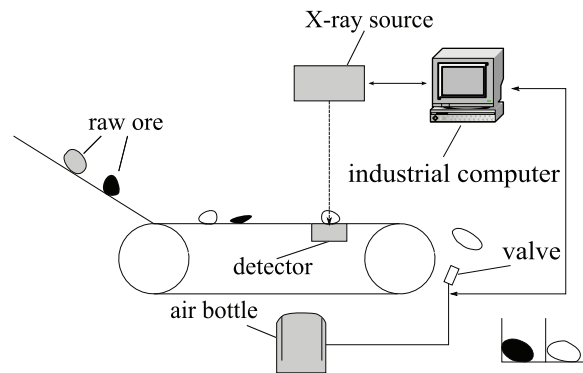 X-ray source
raw ore
industrial computer
detector
valve
air bottle